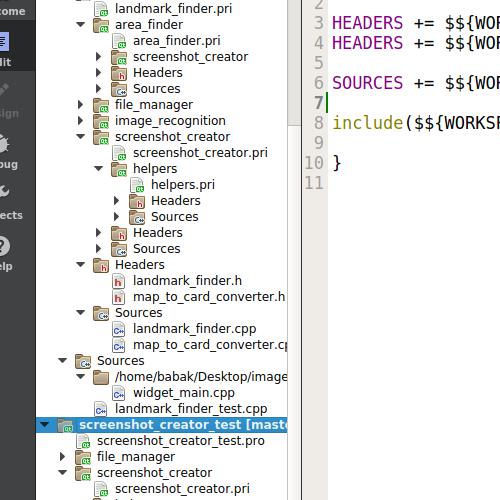 come
dit
sign
bug
ects
elp
landmark_finder.pri
area_finder
area_finder.pri
screenshot_creator
Headers
Sources
file_manager
image_recognition
screenshot_creator
screenshot_creator.pri
helpers
helpers.pri
Headers
Sources
Headers
Sources
Headers
landmark_finder.h
map_to_card_converter.h
Sources
landmark_finder.cpp
map_to_card_converter.cp
Sources
/home/babak/Desktop/image
widget_main.cpp
landmark_finder_test.cpp
screenshot_creator_test [mast
screenshot_creator_test.pro
file_manager
screenshot_creator
screenshot_creator.pri
2
3 HEADERS += $${WOR
4 HEADERS += $${WOR
5
6 SOURCES += $${WOR
7
8 include($${WORKSP
9
10 }
11